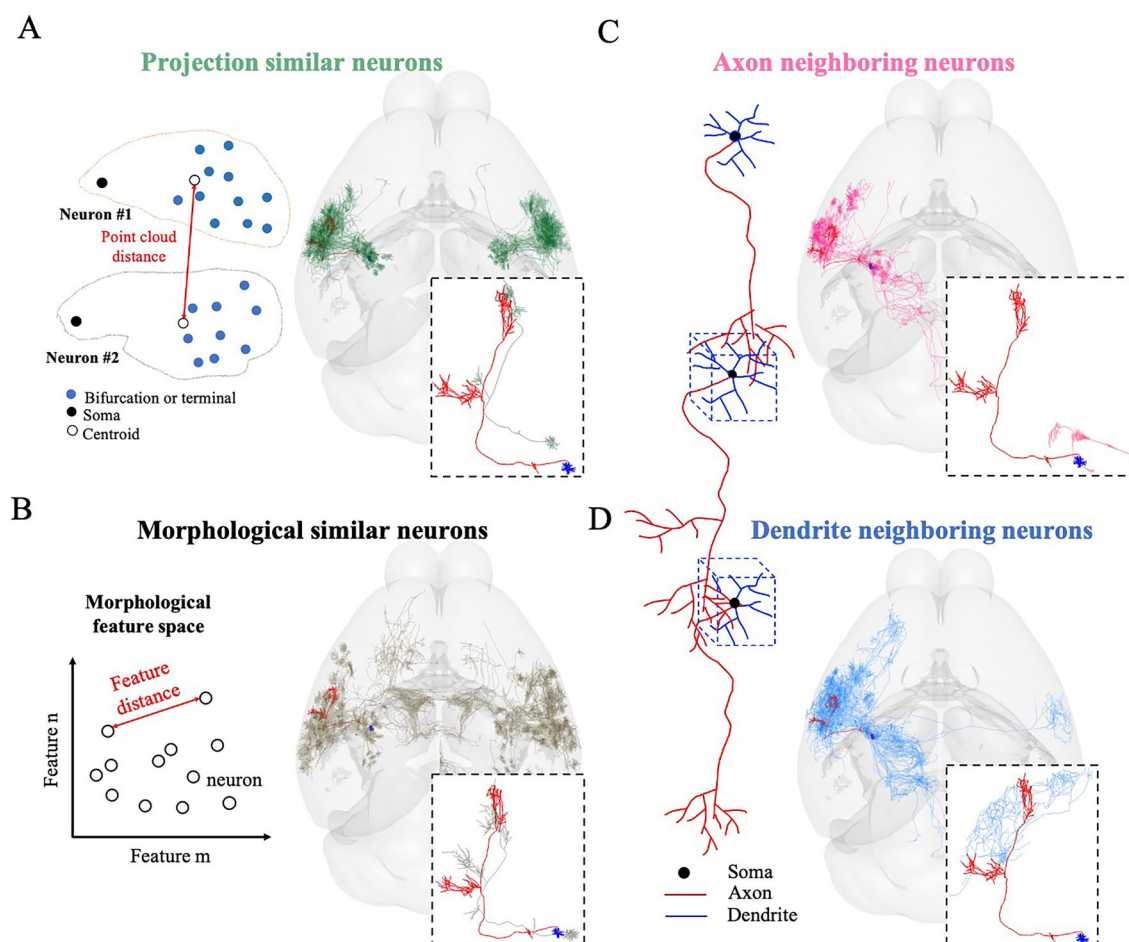 A
Projection similar neurons
Neuron #1
Point cloud
distance
Neuron #2
Bifurcation or terminal
Soma
Centroid
B
Morphological similar neurons
Morphological
feature space
Feature
distance
neuron
Feature n
Feature m
C
Axon neighboring neurons
D
Dendrite neighboring neurons
Soma
Axon
Dendrite